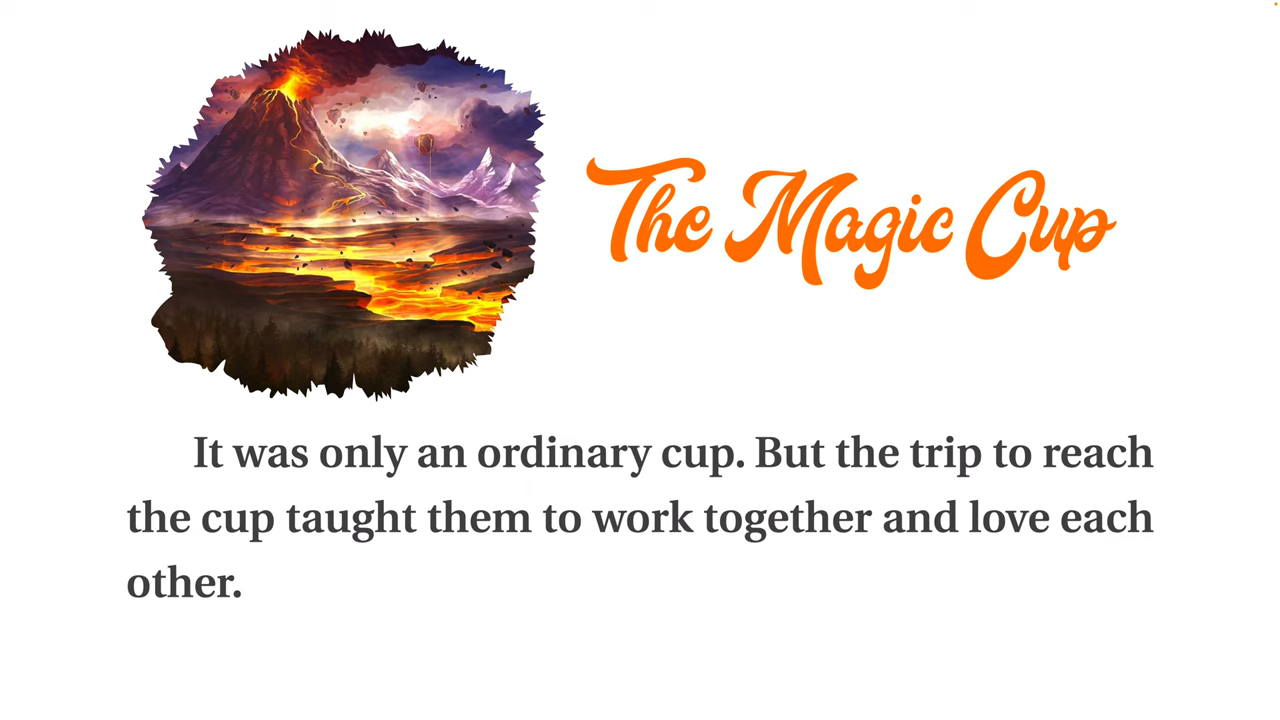 The Magic Cup
It was only an ordinary cup. But the trip to reach
the cup taught them to work together and love each
other.